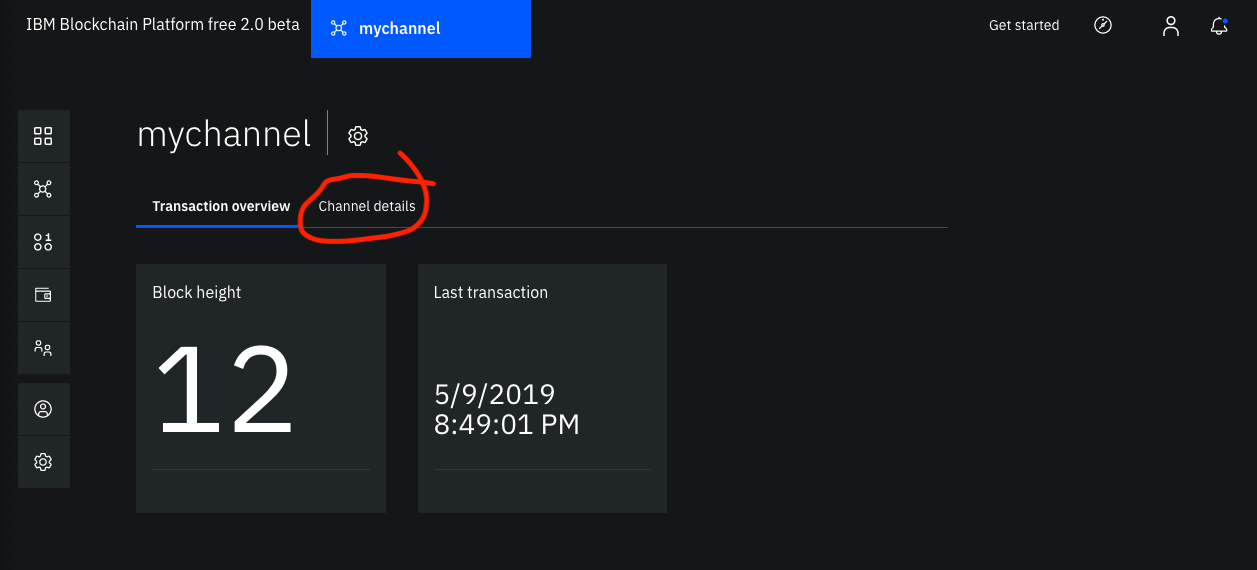 IBM Blockchain Platform free 2.0 beta
mychannel
Get started
mychannel
Transaction overview
Channel details
Block height
12
Last transaction
5/9/2019
8:49:01 PM